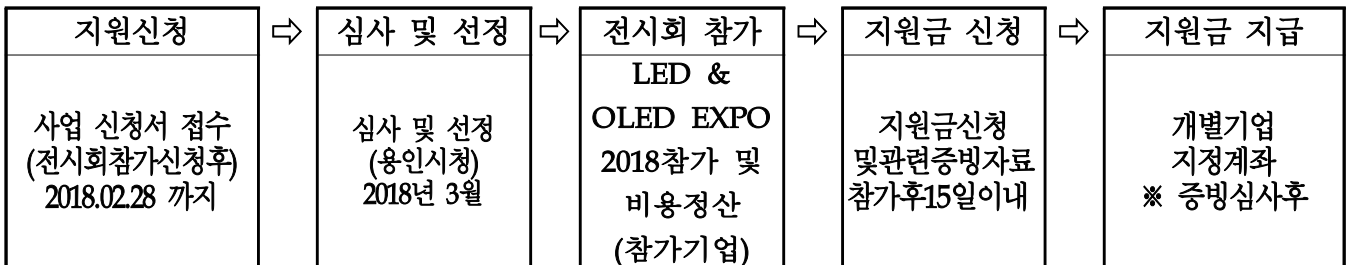 지원신청
⇨
심사 및 선정
⇨
전시회 참가
⇨
지원금 신청
⇨
지원금 지급
사업 신청서 접수
(전시회참가신청후)
2018.02.28 까지
심사 및 선정
(용인시청)
2018년 3월
LED &
OLED EXPO
2018참가 및
비용정산
(참가기업)
지원금신청
및관련증빙자료
참가후15일이내
개별기업
지정계좌
※ 증빙심사후